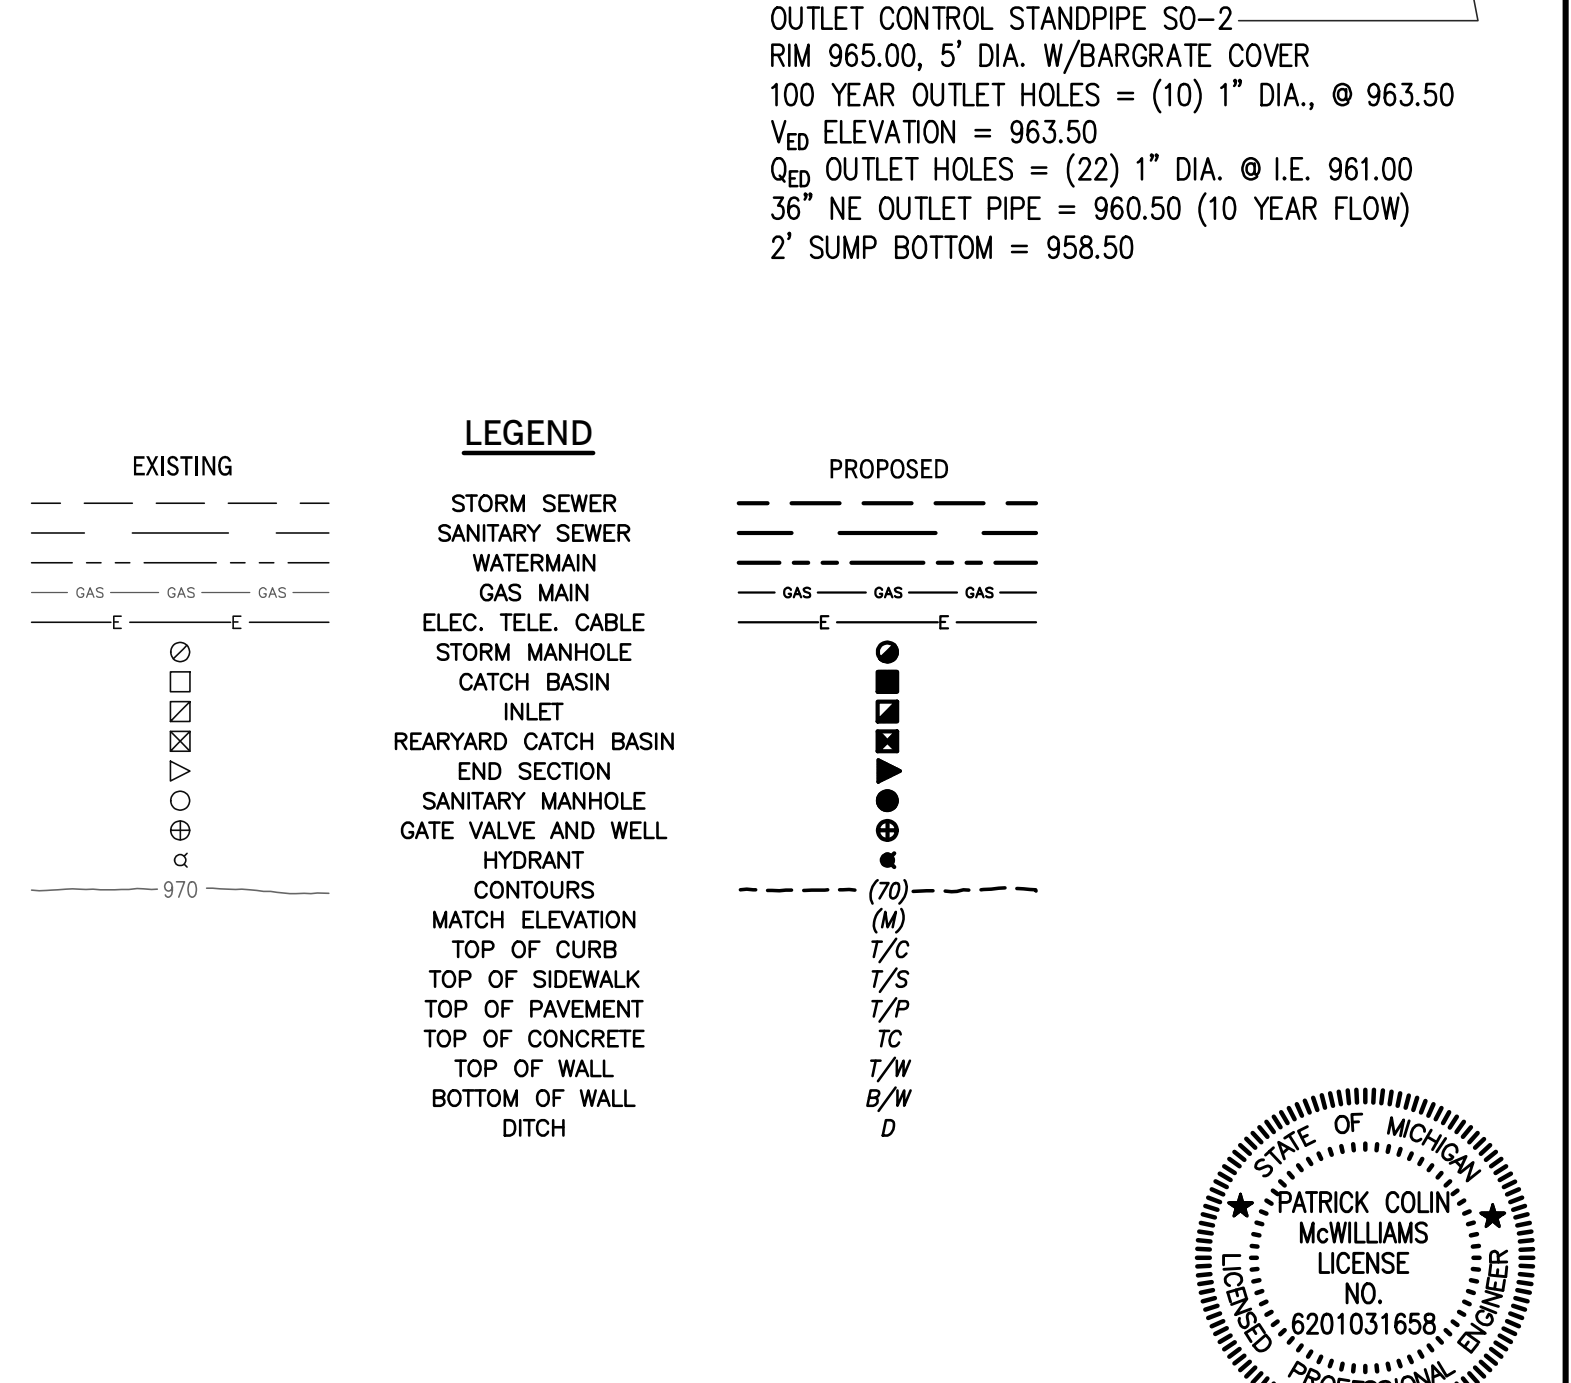 OUTLET CONTROL STANDPIPE SO-2
RIM 965.00, 5' DIA. W/BARGRATE COVER
100 YEAR OUTLET HOLES = (10) 1" DIA., @ 963.50
VED ELEVATION = 963.50
QED OUTLET HOLES = (22) 1" DIA. @ I.E. 961.00
36" NE OUTLET PIPE = 960.50 (10 YEAR FLOW)
2' SUMP BOTTOM = 958.50
LEGEND
EXISTING PROPOSED
STORM SEWER
SANITARY SEWER
WATERMAIN
GAS GAS GAS GAS MAIN GAS GAS GAS
E E ELEC. TELE. CABLE E E
STORM MANHOLE
CATCH BASIN
INLET
REARYARD CATCH BASIN
END SECTION
SANITARY MANHOLE
GATE VALVE AND WELL
HYDRANT
970 CONTOURS (70)
MATCH ELEVATION (M)
TOP OF CURB T/C
TOP OF SIDEWALK T/S
TOP OF PAVEMENT T/P
TOP OF CONCRETE TC
TOP OF WALL T/W
BOTTOM OF WALL B/W
DITCH D
STATE OF MICHIGAN
PATRICK COLIN
McWILLIAMS
LICENSE
NO.
6201031658
LICENSED PROFESSIONAL ENGINEER